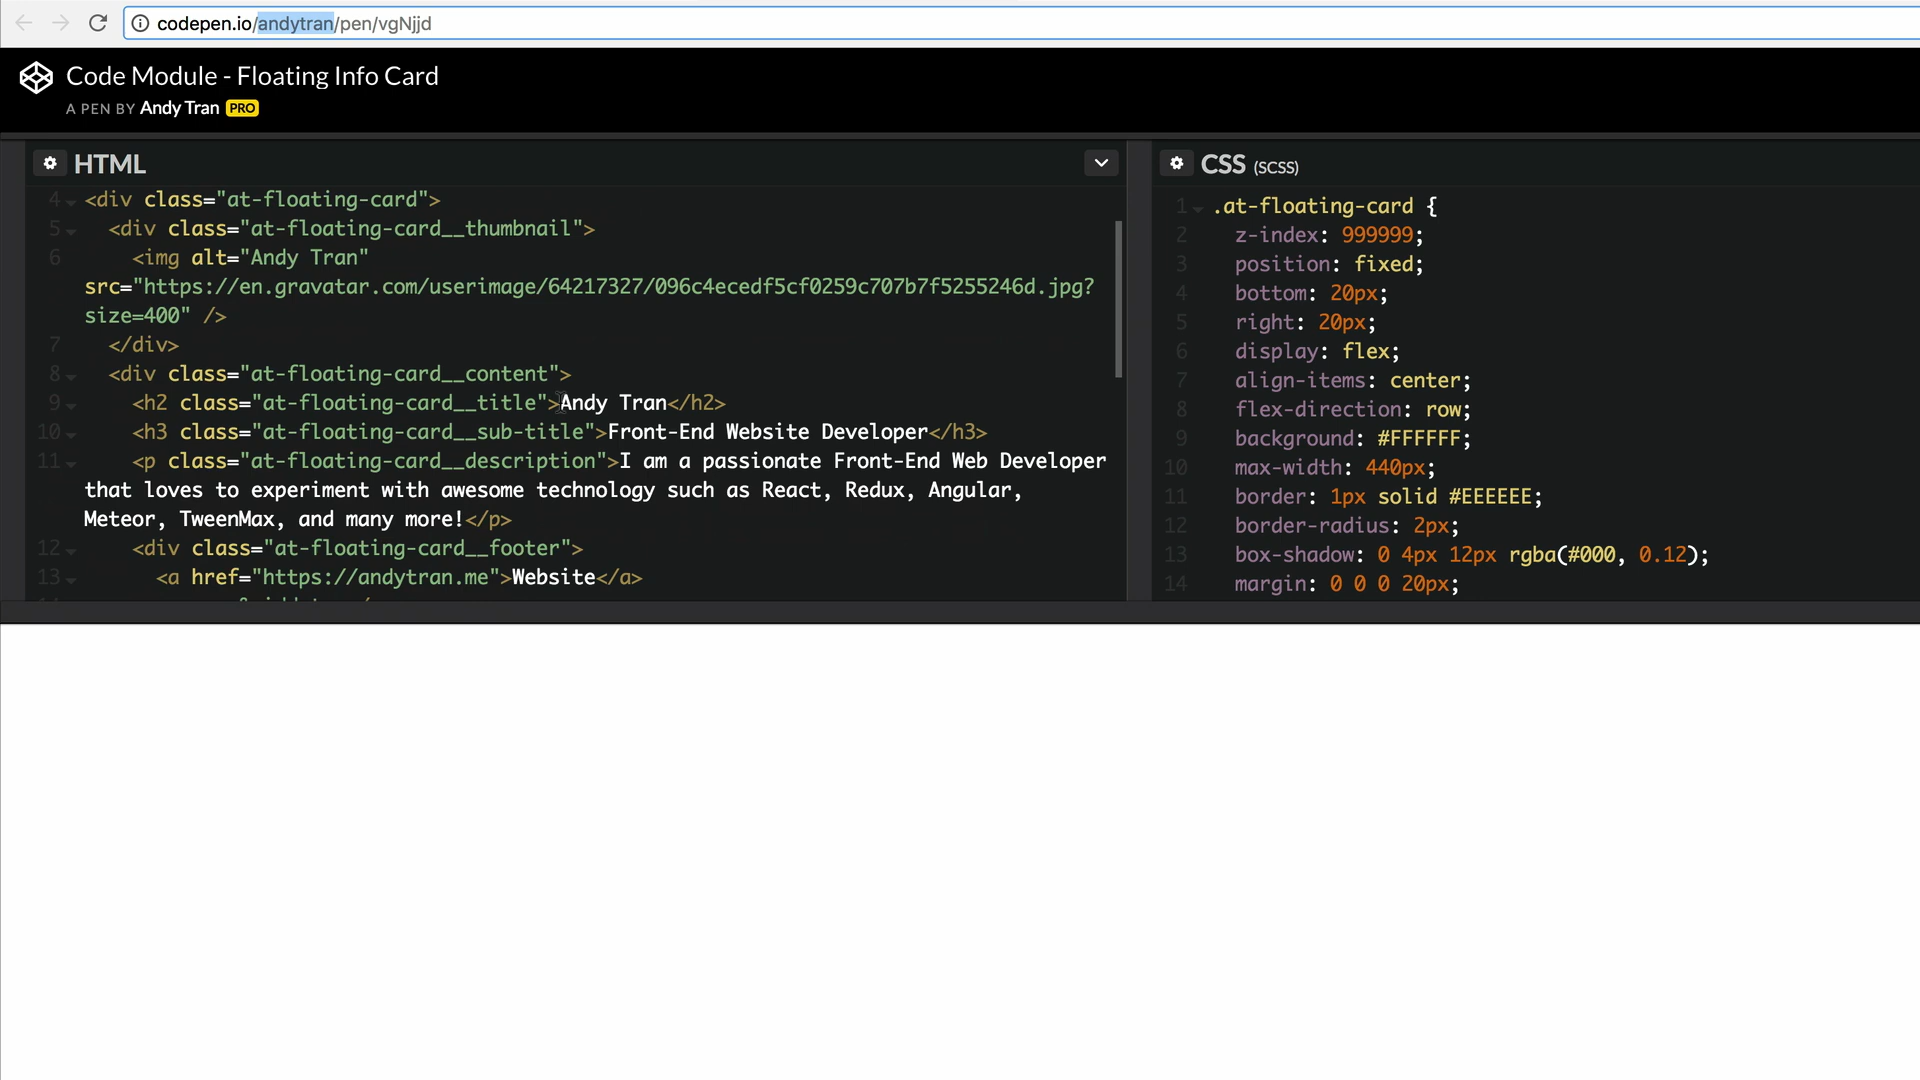 codepen.io/andytran/pen/vgNjjd
Code Module - Floating Info Card
A PEN BY Andy Tran PRO
HTML
4 <div class="at-floating-card">
5 <div class="at-floating-card__thumbnail">
6 <img alt="Andy Tran"
src="https://en.gravatar.com/userimage/64217327/096c4ecedf5cf0259c707b7f5255246d.jpg?
size=400" />
7 </div>
8 <div class="at-floating-card__content">
9 <h2 class="at-floating-card__title">Andy Tran</h2>
10 <h3 class="at-floating-card__sub-title">Front-End Website Developer</h3>
11 <p class="at-floating-card__description">I am a passionate Front-End Web Developer
that loves to experiment with awesome technology such as React, Redux, Angular,
Meteor, TweenMax, and many more!</p>
12 <div class="at-floating-card__footer">
13 <a href="https://andytran.me">Website</a>
CSS (SCSS)
1 .at-floating-card {
2 z-index: 999999;
3 position: fixed;
4 bottom: 20px;
5 right: 20px;
6 display: flex;
7 align-items: center;
8 flex-direction: row;
9 background: #FFFFFF;
10 max-width: 440px;
11 border: 1px solid #EEEEEE;
12 border-radius: 2px;
13 box-shadow: 0 4px 12px rgba(#000, 0.12);
14 margin: 0 0 0 20px;